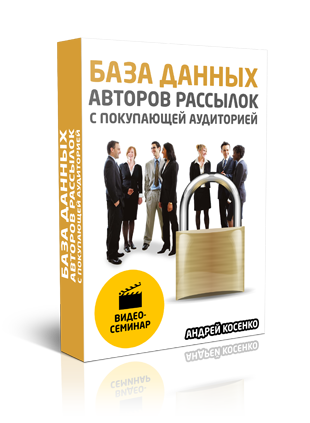 БАЗА ДАННЫХ
АВТОРОВ РАССЫЛОК
С ПОКУПАЮЩЕЙ АУДИТОРИЕЙ
БАЗА ДАННЫХ
АВТОРОВ РАССЫЛОК
С ПОКУПАЮЩЕЙ АУДИТОРИЕЙ
ВИДЕО-
СЕМИНАР
АНДРЕЙ КОСЕНКО